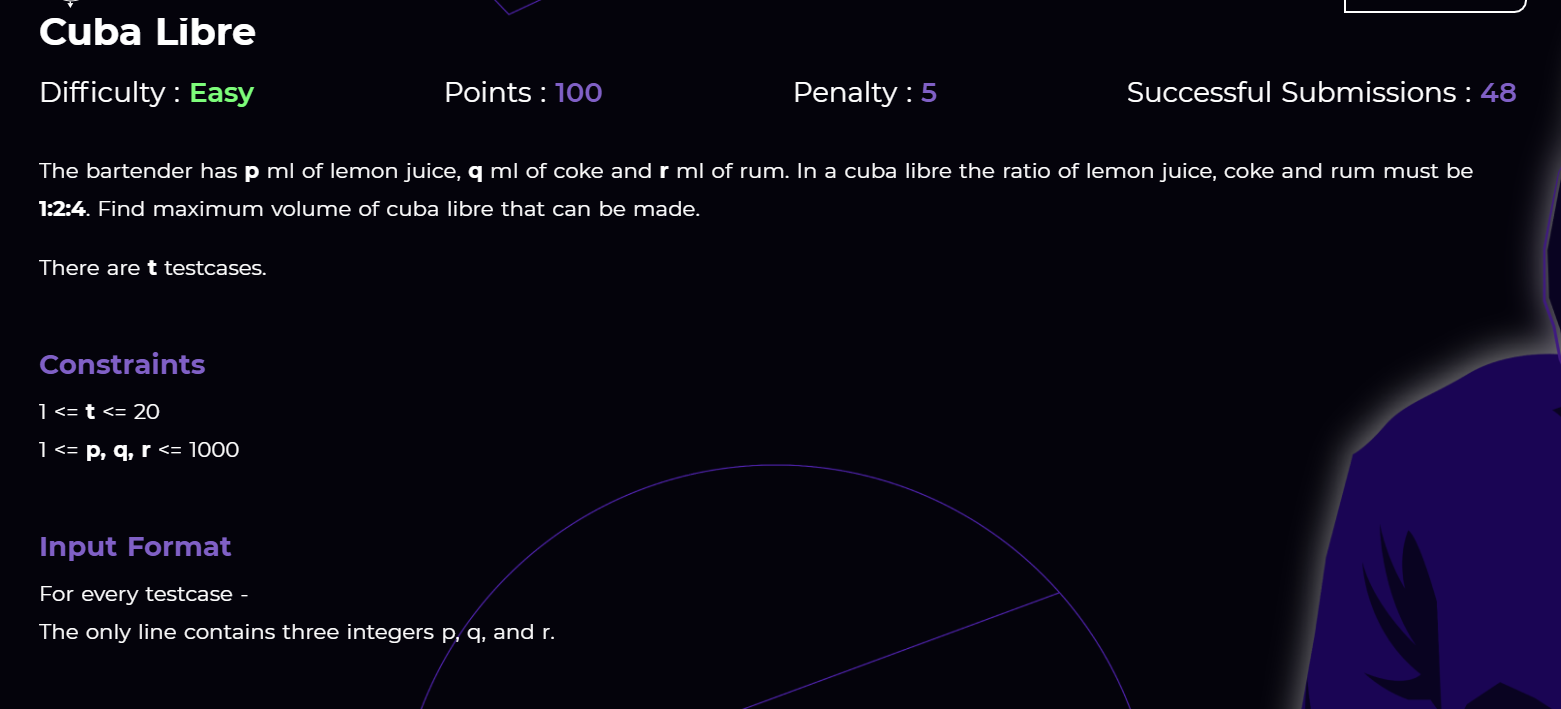 Cuba Libre
Difficulty : Easy Points : 100 Penalty : 5 Successful Submissions : 48
The bartender has p ml of lemon juice, q ml of coke and r ml of rum. In a cuba libre the ratio of lemon juice, coke and rum must be
1:2:4. Find maximum volume of cuba libre that can be made.
There are t testcases.
Constraints
1 <= t <= 20
1 <= p, q, r <= 1000
Input Format
For every testcase -
The only line contains three integers p, q, and r.